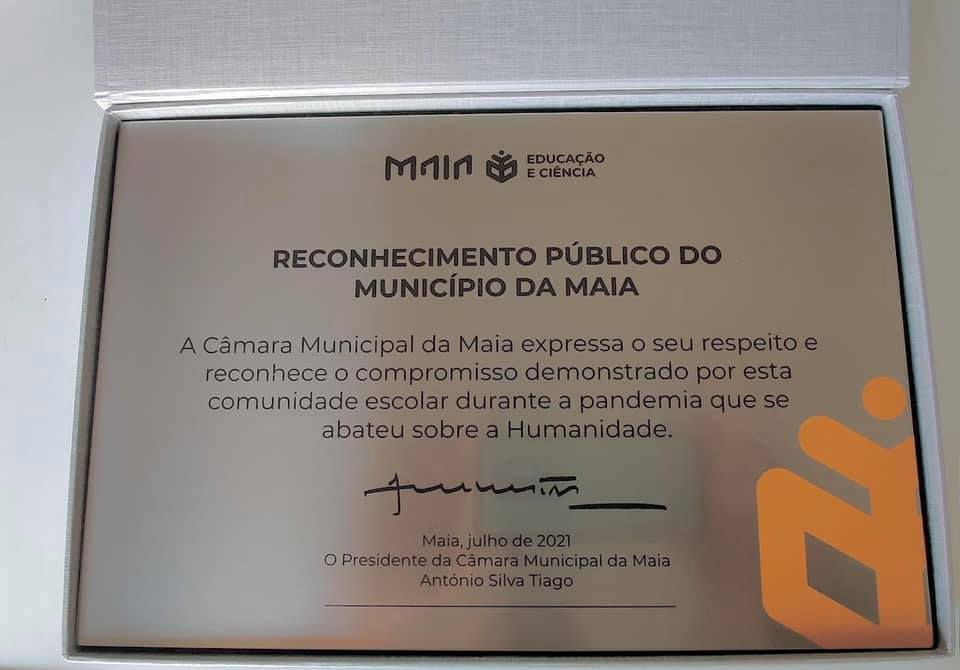 MAIA EDUCAÇÃO
E CIÊNCIA
RECONHECIMENTO PÚBLICO DO
MUNICÍPIO DA MAIA
A Câmara Municipal da Maia expressa o seu respeito e
reconhece o compromisso demonstrado por esta
comunidade escolar durante a pandemia que se
abateu sobre a Humanidade.
Maia, julho de 2021
O Presidente da Câmara Municipal da Maia
António Silva Tiago